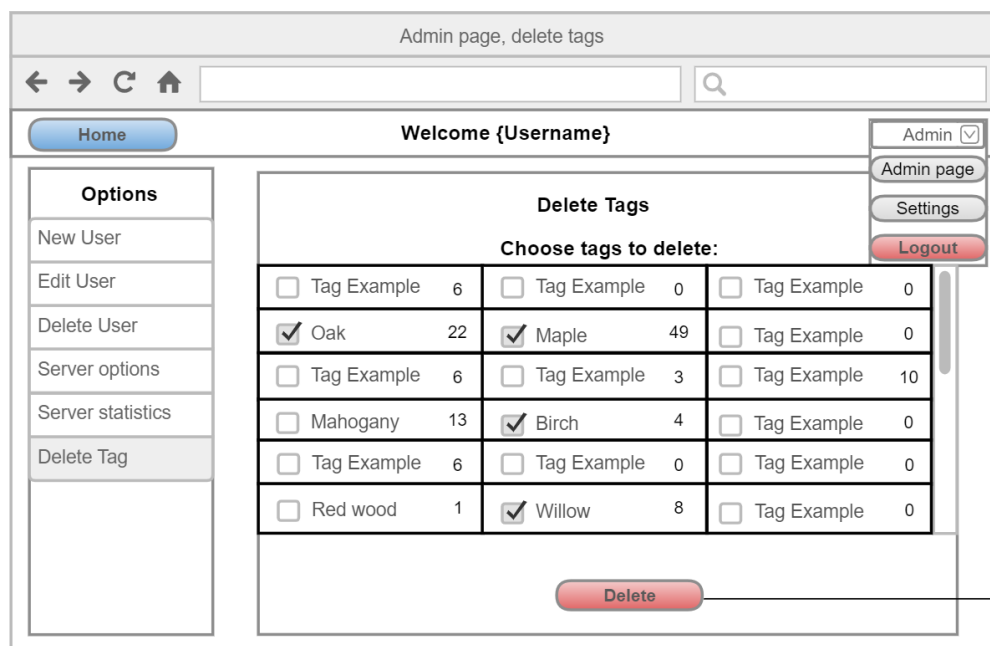 Admin page, delete tags
Home
Welcome {Username}
Admin
Admin page
Settings
Logout
Options
New User
Edit User
Delete User
Server options
Server statistics
Delete Tag
Delete Tags
Choose tags to delete:
Tag Example 6 Tag Example 0 Tag Example 0
Oak 22 Maple 49 Tag Example 0
Tag Example 6 Tag Example 3 Tag Example 10
Mahogany 13 Birch 4 Tag Example 0
Tag Example 6 Tag Example 0 Tag Example 0
Red wood 1 Willow 8 Tag Example 0
Delete